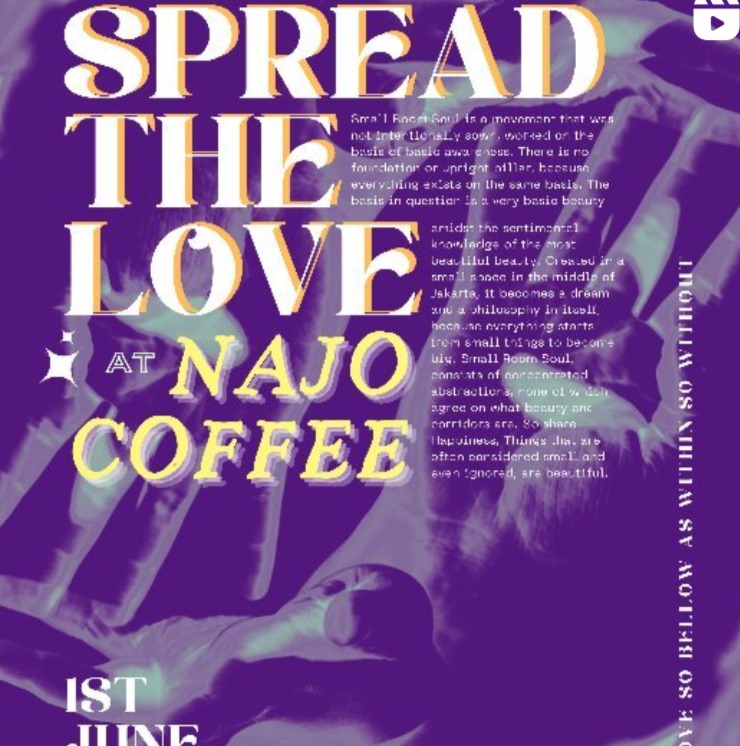 SPREAD
THE
LOVE
AT NAJO
COFFEE
Small Room Soul is a movement that was
not intentionally sown, worked on the
basis of basic awareness. There is no
foundation or upright pillar, because
everything exists on the same basis. The
basis in question is a very basic beauty
amidst the sentimental
knowledge of the most
beautiful beauty. Created in a
small space in the middle of
Jakarta, it becomes a dream
and a philosophy in itself,
because everything starts
from small things to become
big. Small Room Soul,
consists of concentrated
abstractions, none of which
agree on what beauty and
corridors are. So share
Happiness, Things that are
often considered small and
even ignored, are beautiful.
SO BELLOW AS WITHIN SO WITHOUT
1ST
JUNE